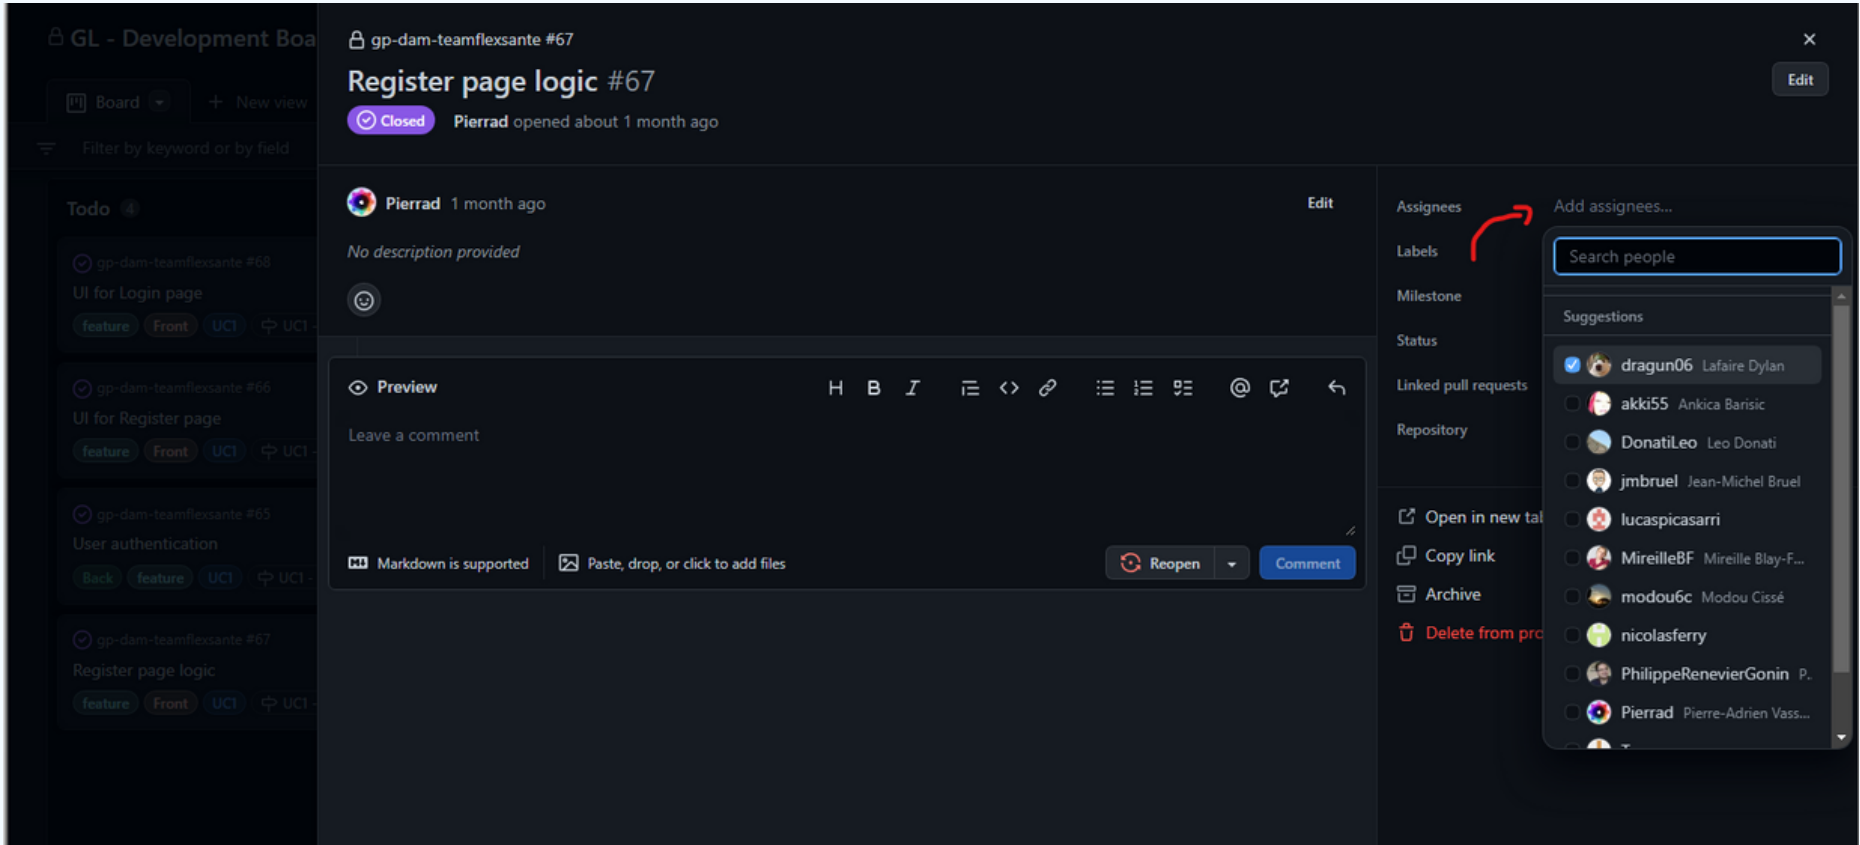 GL - Development Boa
Board
New view
Filter by keyword or by field
Todo 4
gp-dam-teamflexsante #68
UI for Login page
feature Front UC1 UC1 -
gp-dam-teamflexsante #66
UI for Register page
feature Front UC1 UC1 -
gp-dam-teamflexsante #65
User authentication
Back feature UC1 UC1 -
gp-dam-teamflexsante #67
Register page logic
feature Front UC1 UC1 -
gp-dam-teamflexsante #67
Register page logic #67
Edit
Closed
Pierrad opened about 1 month ago
Pierrad 1 month ago
Edit
No description provided
Preview
H B I
Leave a comment
Markdown is supported
Paste, drop, or click to add files
Reopen
Comment
Assignees
Add assignees...
Labels
Milestone
Status
Linked pull requests
Repository
Open in new tal
Copy link
Archive
Delete from pro
Search people
Suggestions
dragun06 Lafaire Dylan
akki55 Ankica Barisic
DonatiLeo Leo Donati
jmbruel Jean-Michel Bruel
lucaspicasarri
MireilleBF Mireille Blay-F...
modou6c Modou Cissé
nicolasferry
PhilippeRenevierGonin P.
Pierrad Pierre-Adrien Vass...